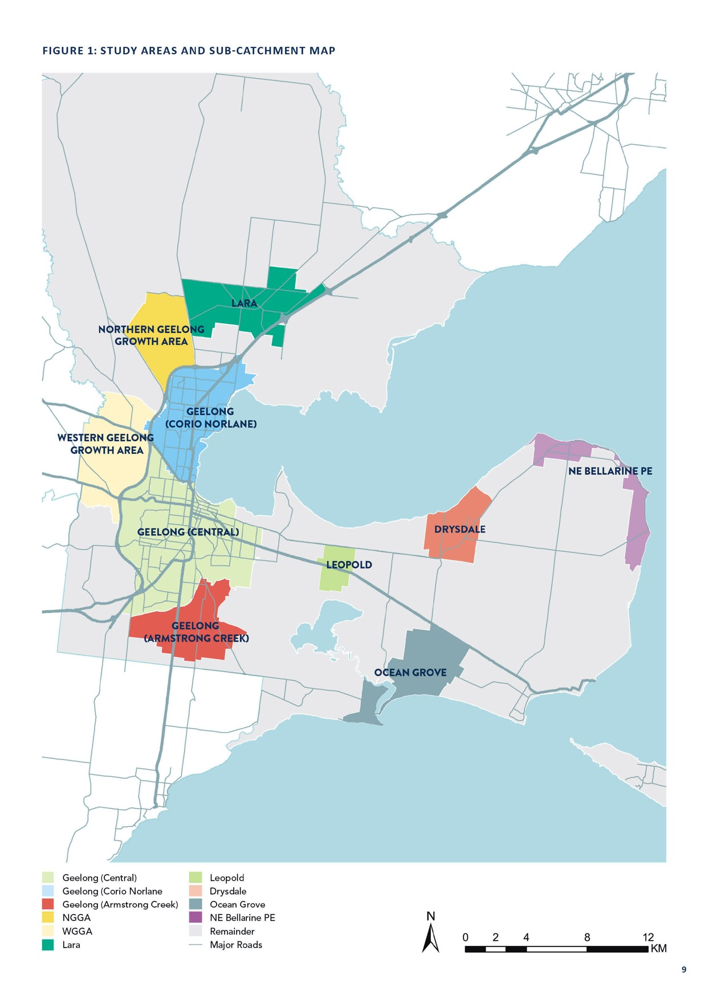 FIGURE 1: STUDY AREAS AND SUB-CATCHMENT MAP
LARA
NORTHERN GEELONG
GROWTH AREA
GEELONG
(CORIO NORLANE)
WESTERN GEELONG
GROWTH AREA
NE BELLARINE PE
GEELONG (CENTRAL)
DRYSDALE
LEOPOLD
GEELONG
(ARMSTRONG CREEK)
OCEAN GROVE
Geelong (Central)
Geelong (Corio Norlane
Geelong (Armstrong Creek)
NGGA
WGGA
Lara
Leopold
Drysdale
Ocean Grove
NE Bellarine PE
Remainder
Major Roads
N
0 2 4 8 12
KM
9